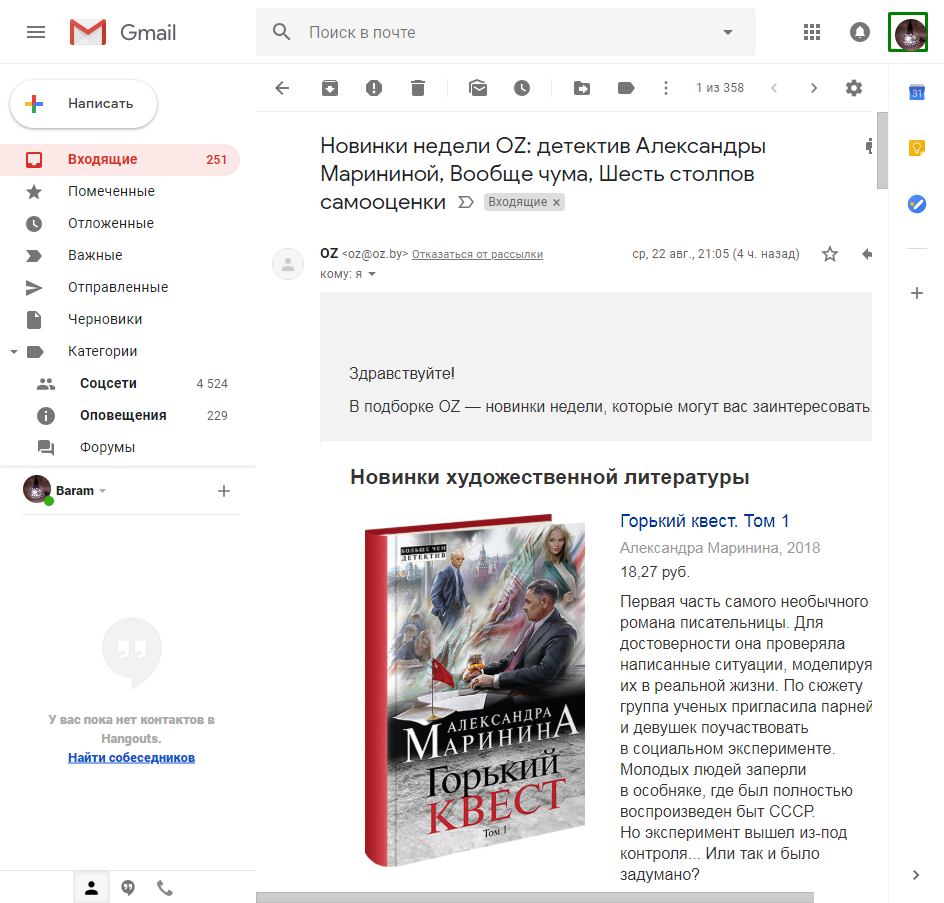 Gmail
Поиск в почте
Написать
1 из 358
31
Входящие 251
Помеченные
Отложенные
Важные
Отправленные
Черновики
Категории
Соцсети 4 524
Оповещения 229
Форумы
Baram
У вас пока нет контактов в
Hangouts.
Найти собеседников
Новинки недели OZ: детектив Александры
Марининой, Вообще чума, Шесть столпов
самооценки Входящие ×
OZ <oz@oz.by> Отказаться от рассылки ср, 22 авг., 21:05 (4 ч. назад)
кому: я
Здравствуйте!
В подборке OZ — новинки недели, которые могут вас заинтересовать.
Новинки художественной литературы
БОЛЬШЕ ЧЕМ
ДЕТЕКТИВ
АЛЕКСАНДРА
МАРИНИНА
Горький
КВЕСТ
Том 1
Горький квест. Том 1
Александра Маринина, 2018
18,27 руб.
Первая часть самого необычного
романа писательницы. Для
достоверности она проверяла
написанные ситуации, моделируя
их в реальной жизни. По сюжету
группа ученых пригласила парней
и девушек поучаствовать
в социальном эксперименте.
Молодых людей заперли
в особняке, где был полностью
воспроизведен быт СССР.
Но эксперимент вышел из-под
контроля... Или так и было
задумано?